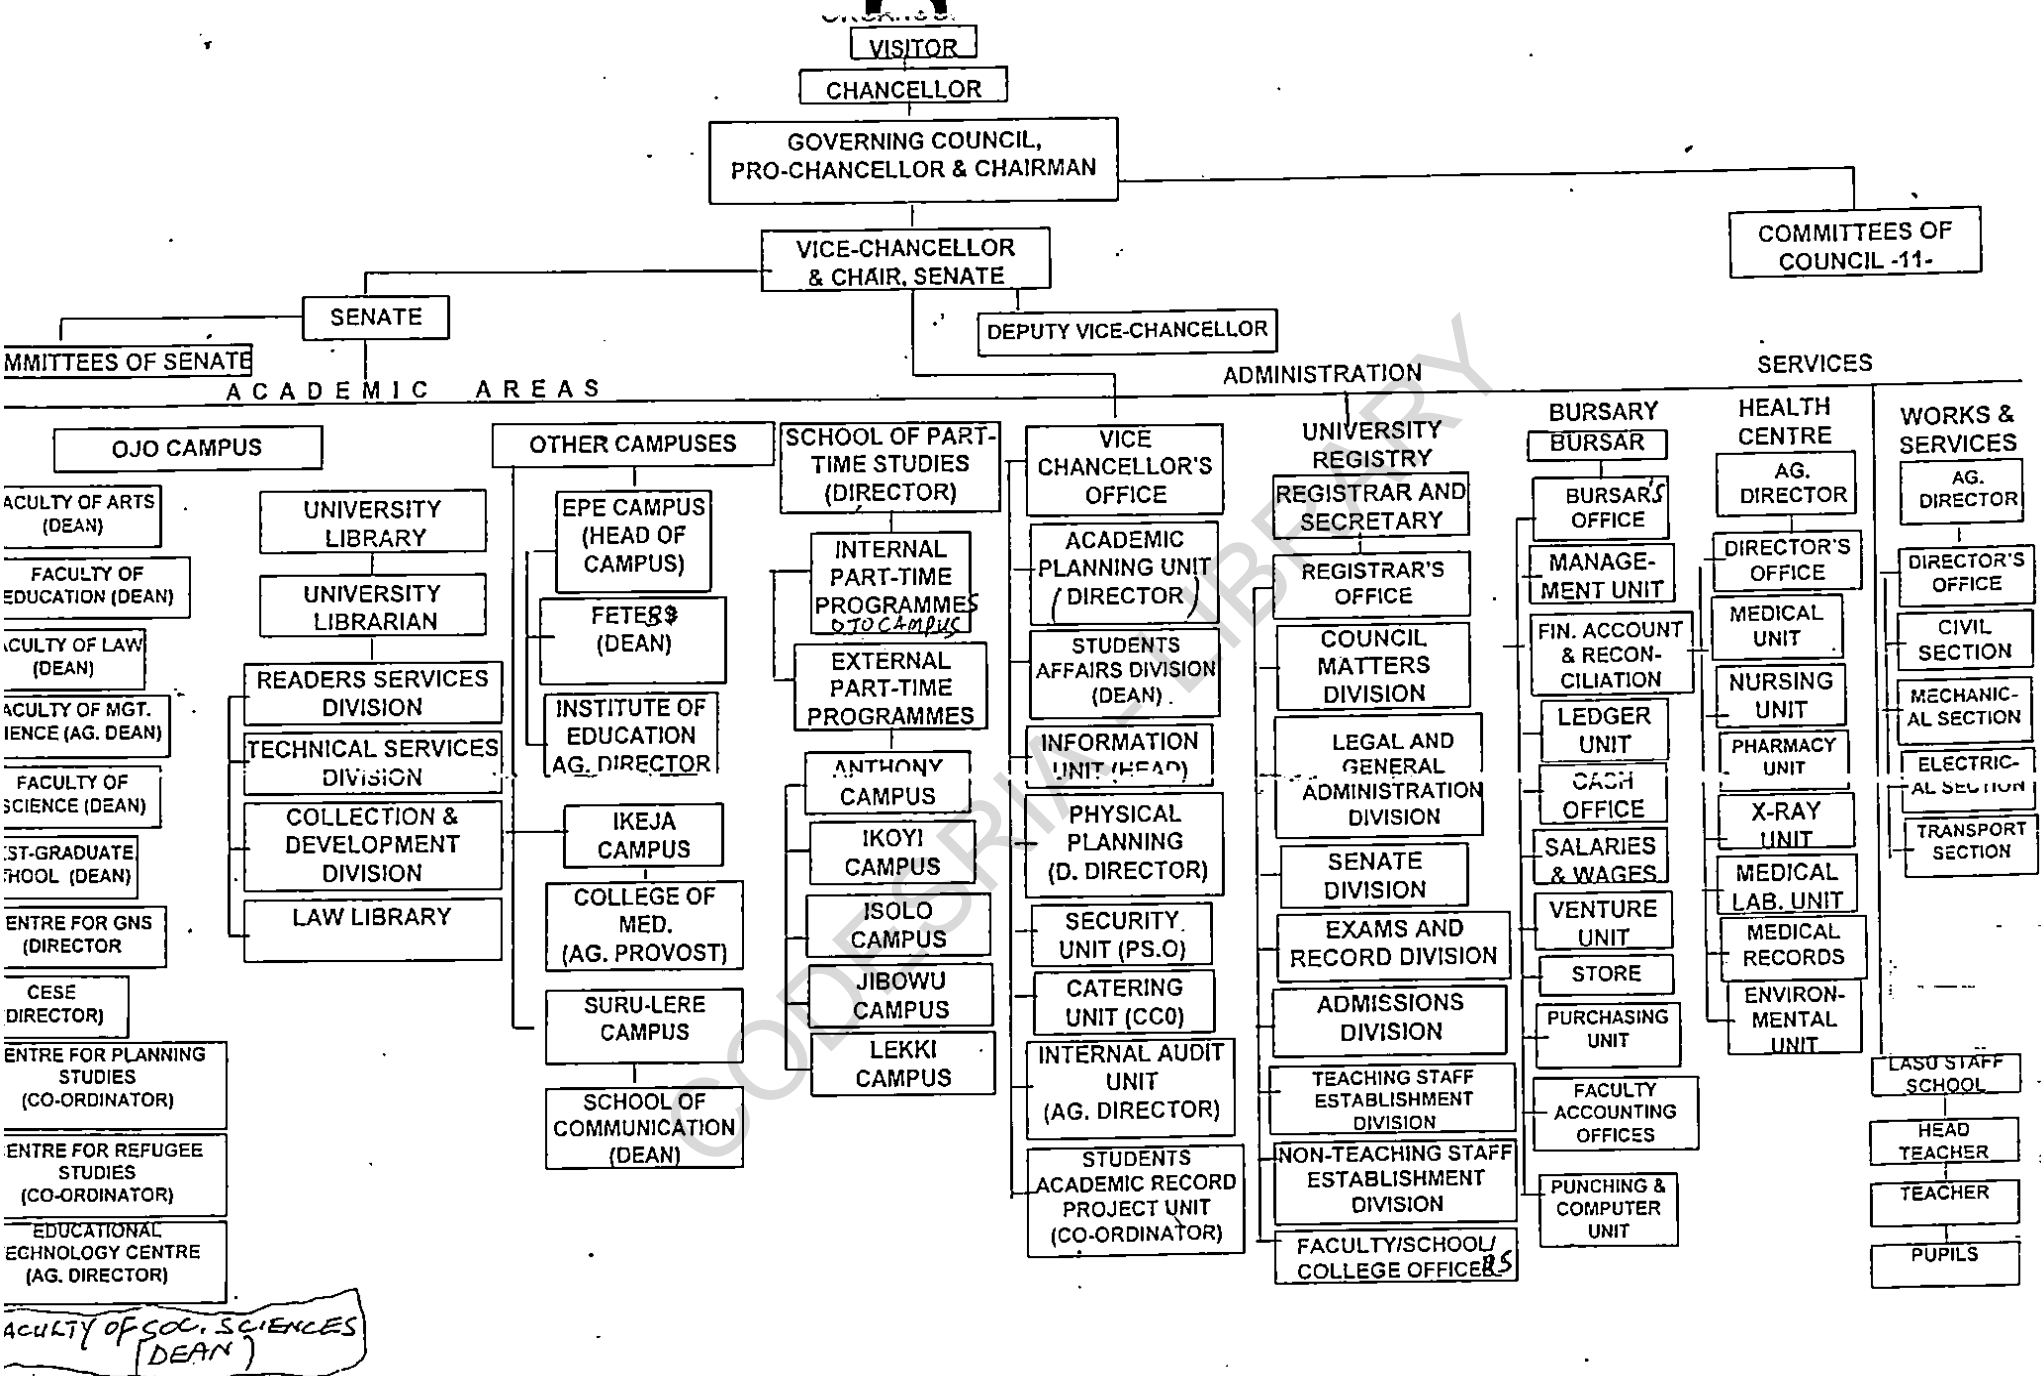 VISITOR
CHANCELLOR
GOVERNING COUNCIL,
PRO-CHANCELLOR & CHAIRMAN
COMMITTEES OF
COUNCIL -11-
VICE-CHANCELLOR
& CHAIR, SENATE
SENATE
DEPUTY VICE-CHANCELLOR
MMITTEES OF SENATE
ACADEMIC AREAS
ADMINISTRATION
SERVICES
OJO CAMPUS
ACULTY OF ARTS
(DEAN)
FACULTY OF
EDUCATION (DEAN)
ACULTY OF LAW
(DEAN)
ACULTY OF MGT.
IENCE (AG. DEAN)
FACULTY OF
SCIENCE (DEAN)
ST-GRADUATE
HOOL (DEAN)
ENTRE FOR GNS
(DIRECTOR
CESE
DIRECTOR)
ENTRE FOR PLANNING
STUDIES
(CO-ORDINATOR)
ENTRE FOR REFUGEE
STUDIES
(CO-ORDINATOR)
EDUCATIONAL
ECHNOLOGY CENTRE
(AG. DIRECTOR)
ACULTY OF SOC. SCIENCES
(DEAN)
UNIVERSITY
LIBRARY
UNIVERSITY
LIBRARIAN
READERS SERVICES
DIVISION
TECHNICAL SERVICES
DIVISION
COLLECTION &
DEVELOPMENT
DIVISION
LAW LIBRARY
OTHER CAMPUSES
EPE CAMPUS
(HEAD OF
CAMPUS)
(DEAN)
INSTITUTE OF
EDUCATION
AG. DIRECTOR
IKEJA
CAMPUS
COLLEGE OF
MED.
(AG. PROVOST)
SURU-LERE
CAMPUS
SCHOOL OF
COMMUNICATION
(DEAN)
SCHOOL OF PART-
TIME STUDIES
(DIRECTOR)
INTERNAL
PART-TIME
PROGRAMMES
OJO CAMPUS
EXTERNAL
PART-TIME
PROGRAMMES
ANTHONY
CAMPUS
IKOYI
CAMPUS
ISOLO
CAMPUS
JIBOWU
CAMPUS
LEKKI
CAMPUS
VICE
CHANCELLOR'S
OFFICE
ACADEMIC
PLANNING UNIT
(DIRECTOR)
STUDENTS
AFFAIRS DIVISION
(DEAN)
INFORMATION
UNIT (HEAD)
PHYSICAL
PLANNING
(D. DIRECTOR)
SECURITY
UNIT (PS.O)
CATERING
UNIT (CC0)
INTERNAL AUDIT
UNIT
(AG. DIRECTOR)
STUDENTS
ACADEMIC RECORD
PROJECT UNIT
(CO-ORDINATOR)
UNIVERSITY
REGISTRY
REGISTRAR AND
SECRETARY
REGISTRAR'S
OFFICE
COUNCIL
MATTERS
DIVISION
LEGAL AND
GENERAL
ADMINISTRATION
DIVISION
SENATE
DIVISION
EXAMS AND
RECORD DIVISION
ADMISSIONS
DIVISION
TEACHING STAFF
ESTABLISHMENT
DIVISION
NON-TEACHING STAFF
ESTABLISHMENT
DIVISION
FACULTY/SCHOOL/
COLLEGE OFFICERS
BURSARY
BURSAR
BURSAR'S
OFFICE
MANAGE-
MENT UNIT
FIN. ACCOUNT
& RECON-
CILIATION
LEDGER
UNIT
CASH
OFFICE
SALARIES
& WAGES
VENTURE
UNIT
STORE
PURCHASING
UNIT
FACULTY
ACCOUNTING
OFFICES
PUNCHING &
COMPUTER
UNIT
HEALTH
CENTRE
AG.
DIRECTOR
DIRECTOR'S
OFFICE
MEDICAL
UNIT
NURSING
UNIT
PHARMACY
UNIT
X-RAY
UNIT
MEDICAL
LAB. UNIT
MEDICAL
RECORDS
ENVIRON-
MENTAL
UNIT
WORKS &
SERVICES
AG.
DIRECTOR
DIRECTOR'S
OFFICE
CIVIL
SECTION
MECHANIC-
AL SECTION
ELECTRIC-
AL SECTION
TRANSPORT
SECTION
LASU STAFF
SCHOOL
HEAD
TEACHER
TEACHER
PUPILS
CODESRIA - LIBRARY